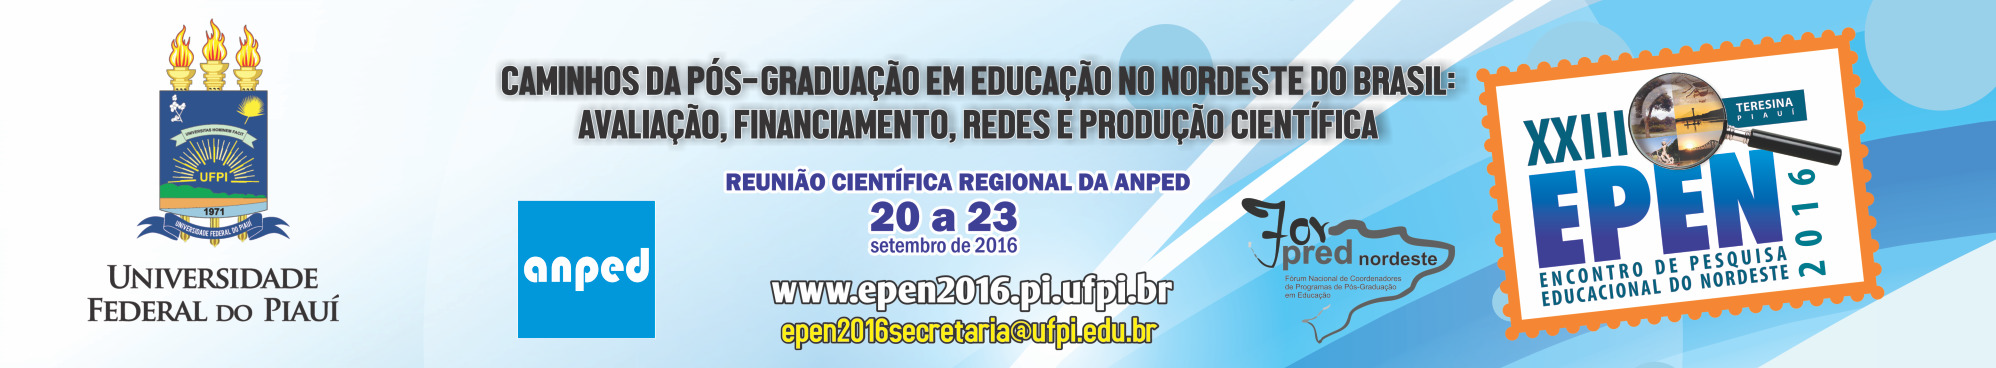 UNIVERSITAS HOMINEM FACIT
UFPI
1971
UNIVERSIDADE FEDERAL DO PIAUÍ
UNIVERSIDADE
FEDERAL DO PIAUÍ
CAMINHOS DA PÓS-GRADUAÇÃO EM EDUCAÇÃO NO NORDESTE DO BRASIL:
AVALIAÇÃO, FINANCIAMENTO, REDES E PRODUÇÃO CIENTÍFICA
REUNIÃO CIENTÍFICA REGIONAL DA ANPED
20 a 23
setembro de 2016
www.epen2016.pi.ufpi.br
epen2016secretaria@ufpi.edu.br
anped
For
pred nordeste
Fórum Nacional de Coordenadores
de Programas de Pós-Graduação
em Educação
TERESINA
PIAUÍ
XXIII
EPEN
2016
ENCONTRO DE PESQUISA
EDUCACIONAL DO NORDESTE